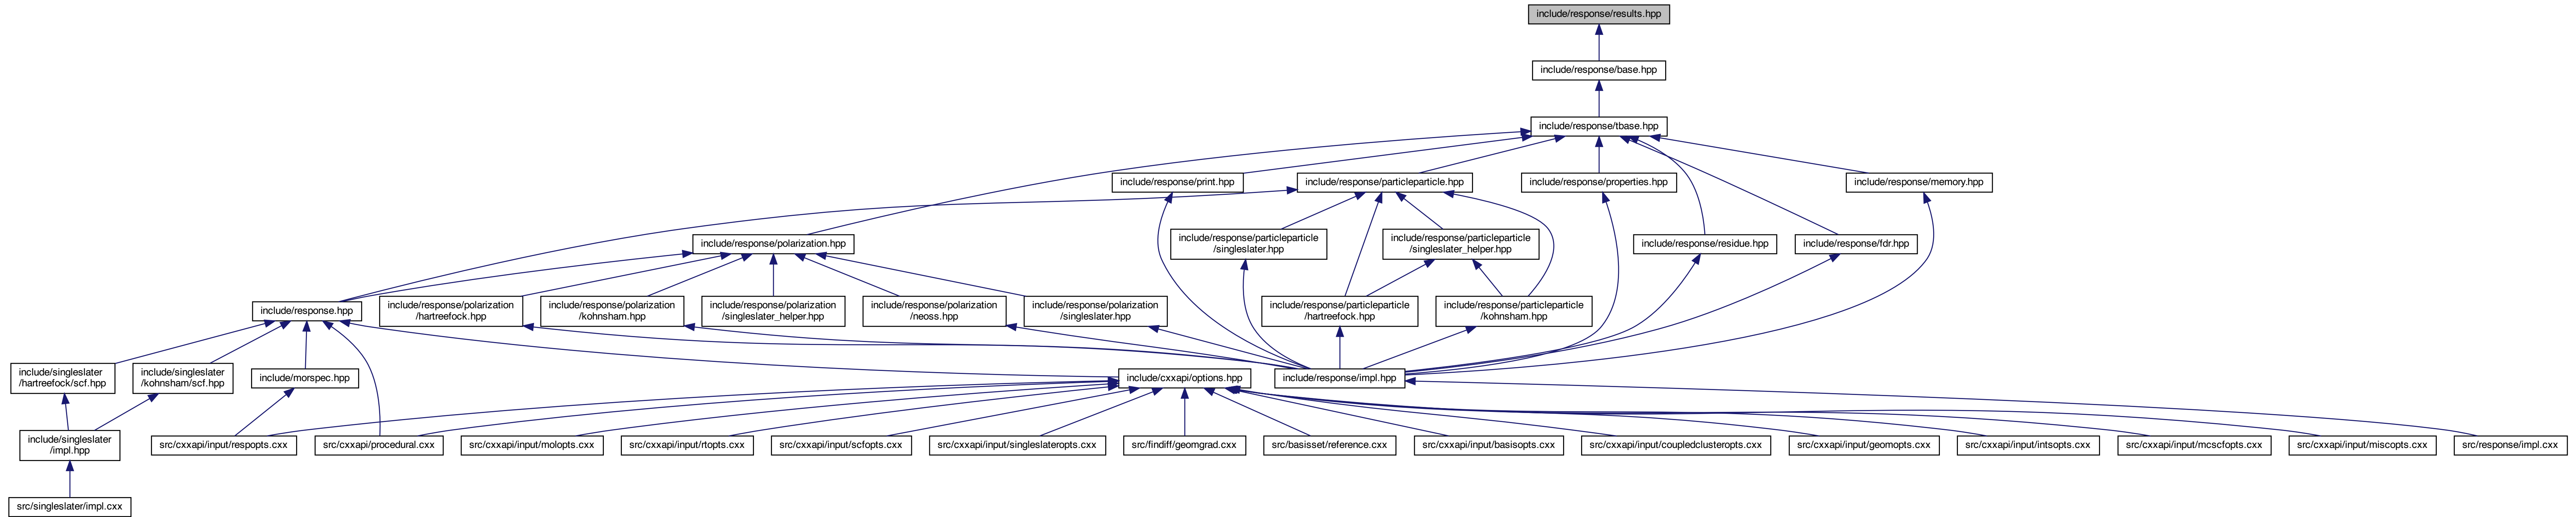 include/response/results.hpp
include/response/base.hpp
include/response/tbase.hpp
include/response/print.hpp
include/response/particleparticle.hpp
include/response/properties.hpp
include/response/memory.hpp
include/response/polarization.hpp
include/response/particleparticle
/singleslater.hpp
include/response/particleparticle
/singleslater_helper.hpp
include/response/residue.hpp
include/response/fdr.hpp
include/response.hpp
include/response/polarization
/hartreefock.hpp
include/response/polarization
/kohnsham.hpp
include/response/polarization
/singleslater_helper.hpp
include/response/polarization
/neoss.hpp
include/response/polarization
/singleslater.hpp
include/response/particleparticle
/hartreefock.hpp
include/response/particleparticle
/kohnsham.hpp
include/singleslater
/hartreefock/scf.hpp
include/singleslater
/kohnsham/scf.hpp
include/morspec.hpp
include/cxxapi/options.hpp
include/response/impl.hpp
include/singleslater
/impl.hpp
src/cxxapi/input/respopts.cxx
src/cxxapi/procedural.cxx
src/cxxapi/input/molopts.cxx
src/cxxapi/input/rtopts.cxx
src/cxxapi/input/scfopts.cxx
src/cxxapi/input/singleslateropts.cxx
src/findiff/geomgrad.cxx
src/basisset/reference.cxx
src/cxxapi/input/basisopts.cxx
src/cxxapi/input/coupledclusteropts.cxx
src/cxxapi/input/geomopts.cxx
src/cxxapi/input/intsopts.cxx
src/cxxapi/input/mcscfopts.cxx
src/cxxapi/input/miscopts.cxx
src/response/impl.cxx
src/singleslater/impl.cxx